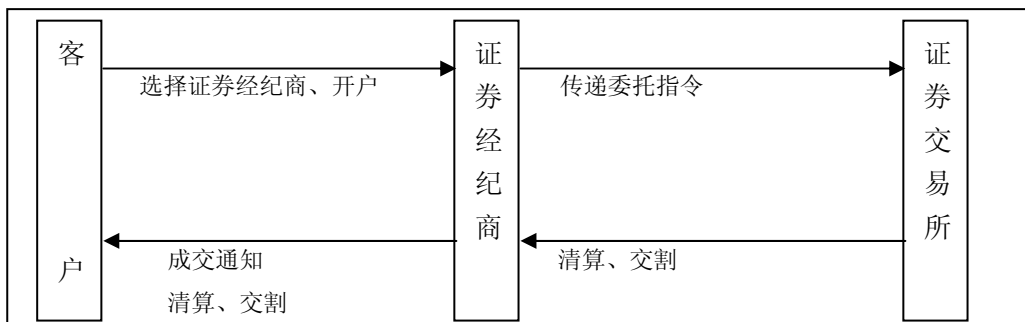 客户
选择证券经纪商、开户
证券经纪商
传递委托指令
证券交易所
成交通知
清算、交割
清算、交割